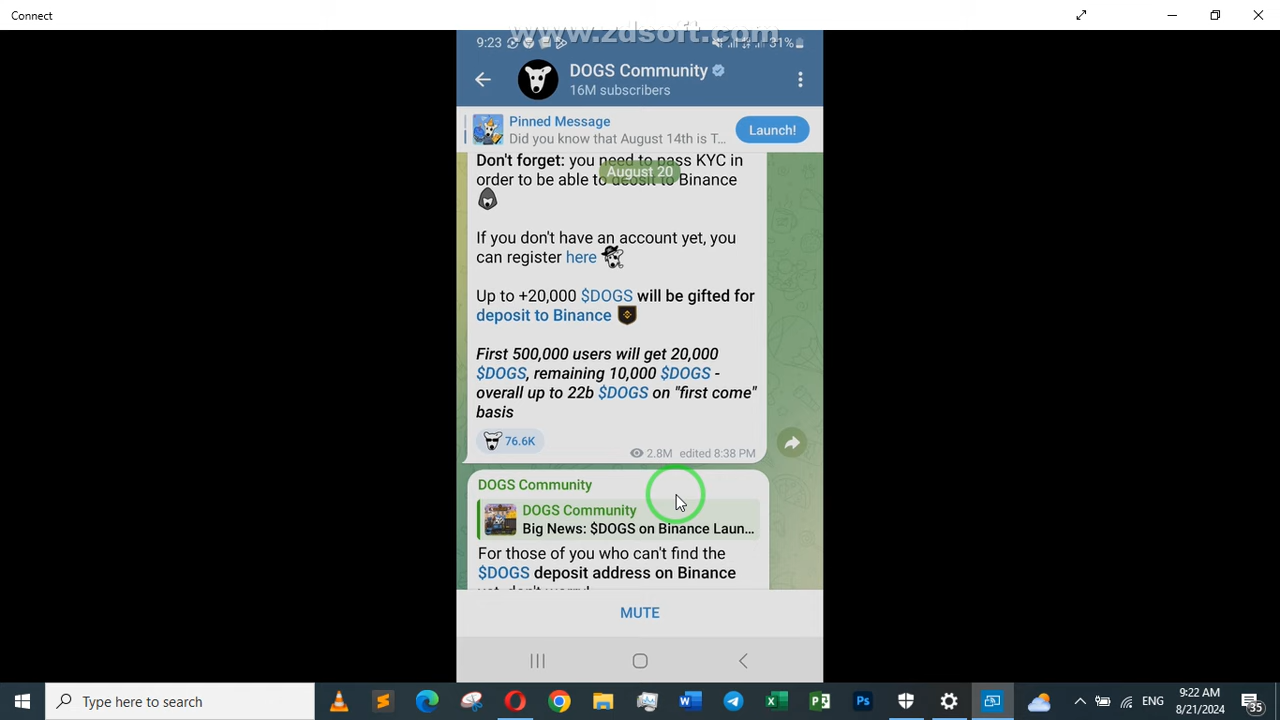 Connect
www.zdsoft.com
9:23
31%
DOGS Community
16M subscribers
Pinned Message
Did you know that August 14th is T...
Launch!
Don't forget: you need to pass KYC in
August 20
order to be able to deposit to Binance
If you don't have an account yet, you
can register here
Up to +20,000 $DOGS will be gifted for
deposit to Binance
First 500,000 users will get 20,000
$DOGS, remaining 10,000 $DOGS -
overall up to 22b $DOGS on "first come"
basis
76.6K
2.8M edited 8:38 PM
DOGS Community
DOGS Community
Big News: $DOGS on Binance Laun...
For those of you who can't find the
$DOGS deposit address on Binance
yet, don't worry!
MUTE
Type here to search
ENG
9:22 AM
8/21/2024
35